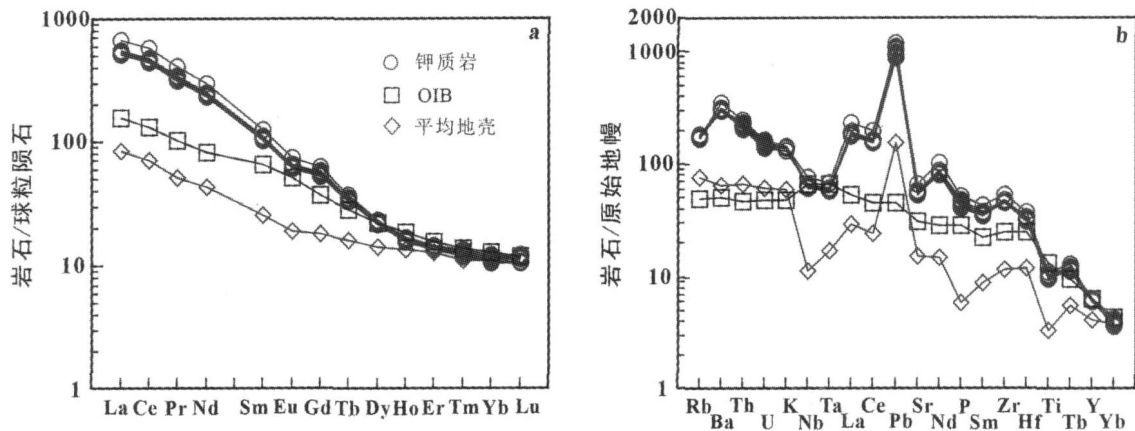 1000
100
10
1
岩石/球粒陨石
a
钾质岩
OIB
平均地壳
La Ce Pr Nd Sm Eu Gd Tb Dy Ho Er Tm Yb Lu
2000
1000
100
10
1
岩石/原始地幔
b
Rb Th K Ta Ce Sr P Zr Ti Y
Ba U Nb La Pb Nd Sm Hf Tb Yb